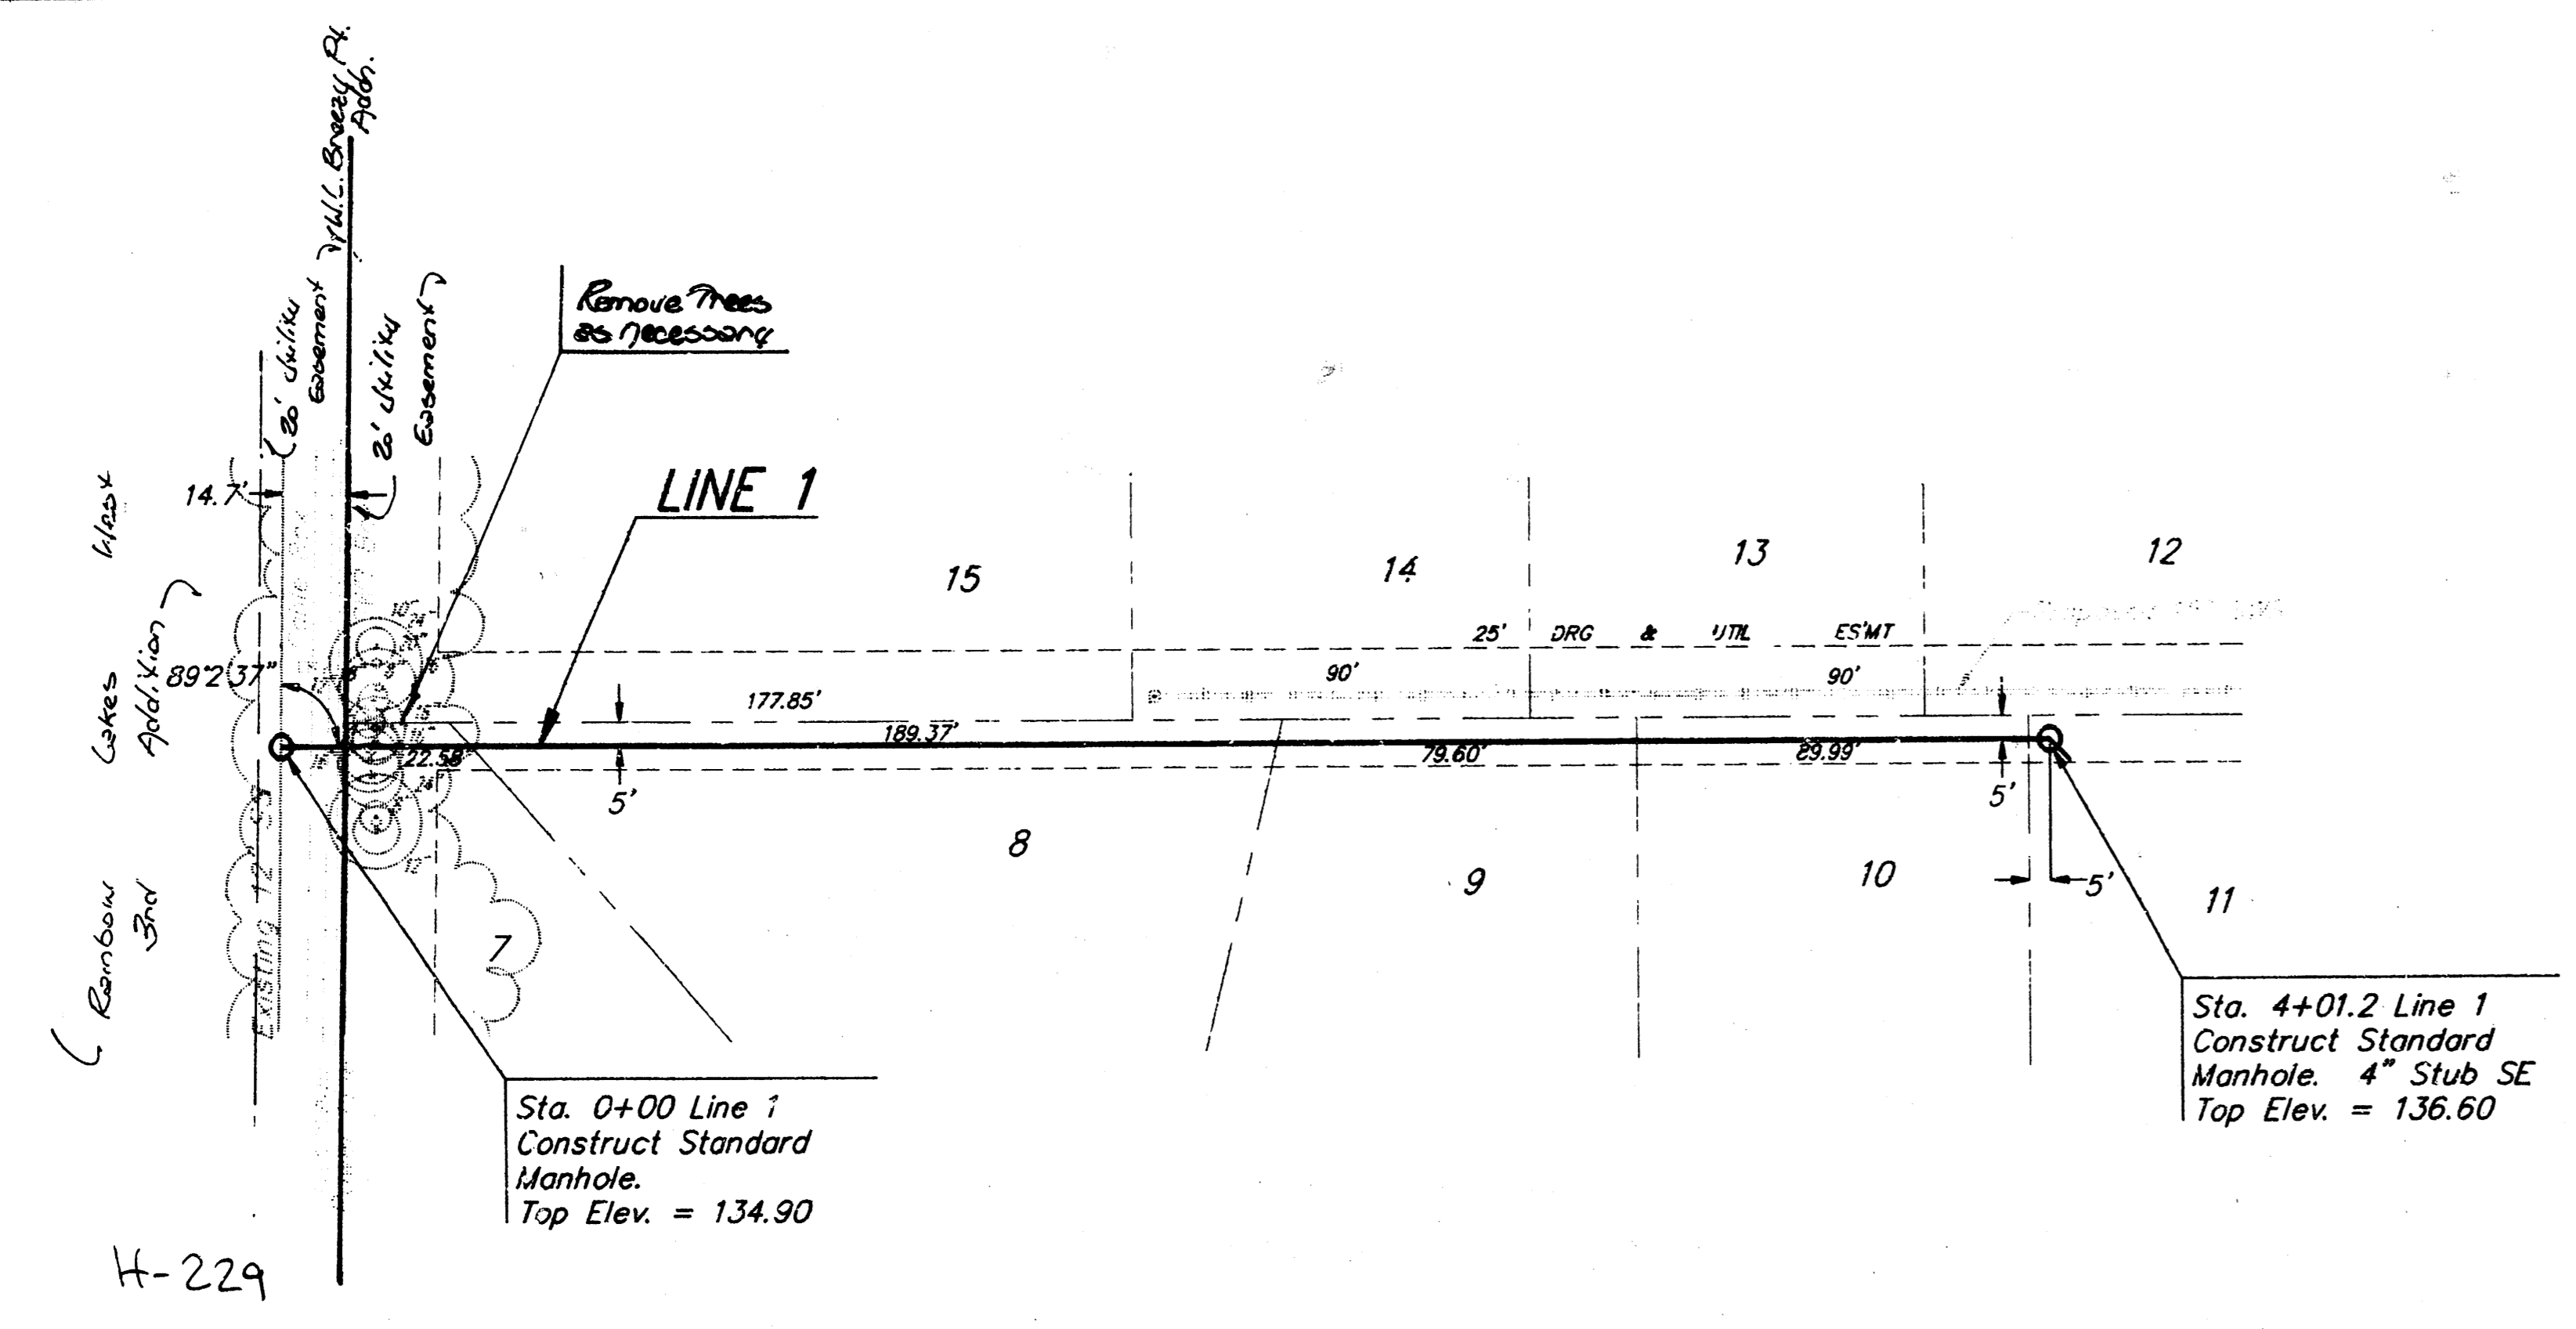 W.L. Breezy Pt.
Addn.
20' Utility
Easement
20' Utility
Easement
Remove Trees
as necessary
LINE 1
14.7'
Rainbow Lakes West
3rd Addition
89°2'37"
15
14
13
12
25' DRG & UTIL ES'MT
90'
90'
177.85'
189.37'
22.58'
79.60'
89.99'
5'
5'
5'
8
9
10
11
7
Existing 12"
Sta. 0+00 Line 1
Construct Standard
Manhole.
Top Elev. = 134.90
Sta. 4+01.2 Line 1
Construct Standard
Manhole. 4" Stub SE
Top Elev. = 136.60
H-229